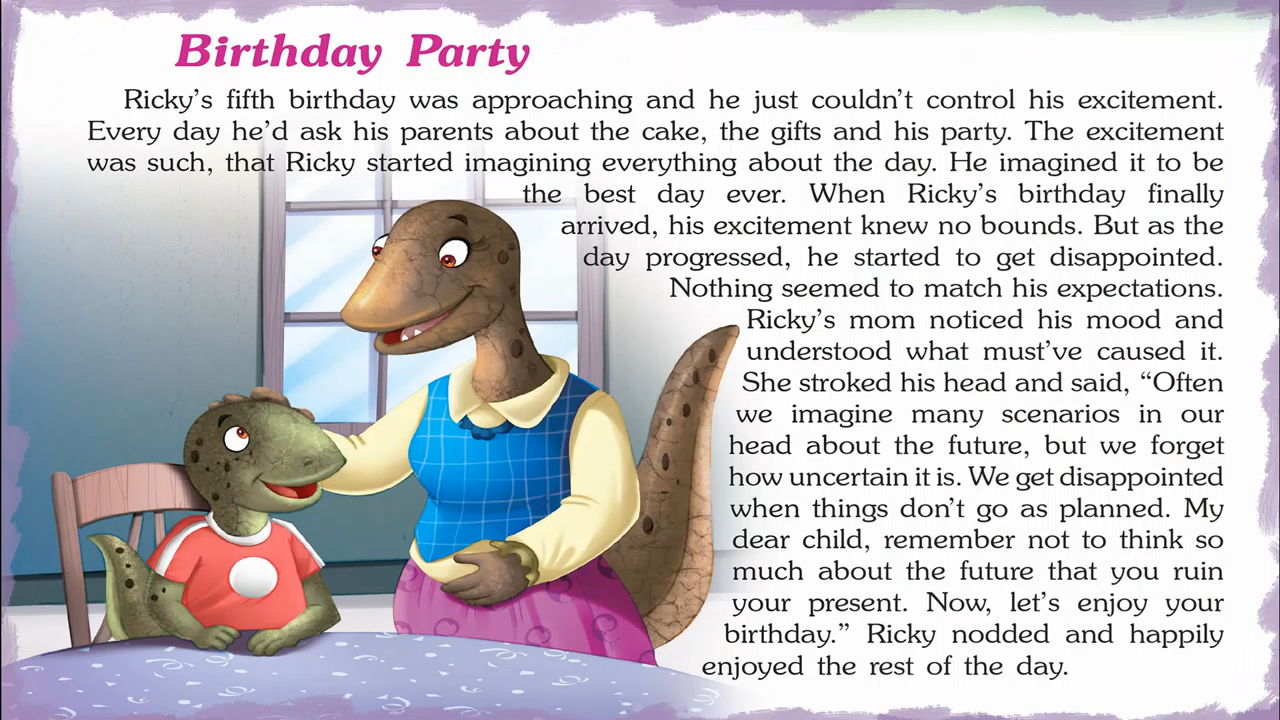 Birthday Party
Ricky’s fifth birthday was approaching and he just couldn’t control his excitement.
Every day he’d ask his parents about the cake, the gifts and his party. The excitement
was such, that Ricky started imagining everything about the day. He imagined it to be
the best day ever. When Ricky’s birthday finally
arrived, his excitement knew no bounds. But as the
day progressed, he started to get disappointed.
Nothing seemed to match his expectations.
Ricky’s mom noticed his mood and
understood what must’ve caused it.
She stroked his head and said, “Often
we imagine many scenarios in our
head about the future, but we forget
how uncertain it is. We get disappointed
when things don’t go as planned. My
dear child, remember not to think so
much about the future that you ruin
your present. Now, let’s enjoy your
birthday.” Ricky nodded and happily
enjoyed the rest of the day.